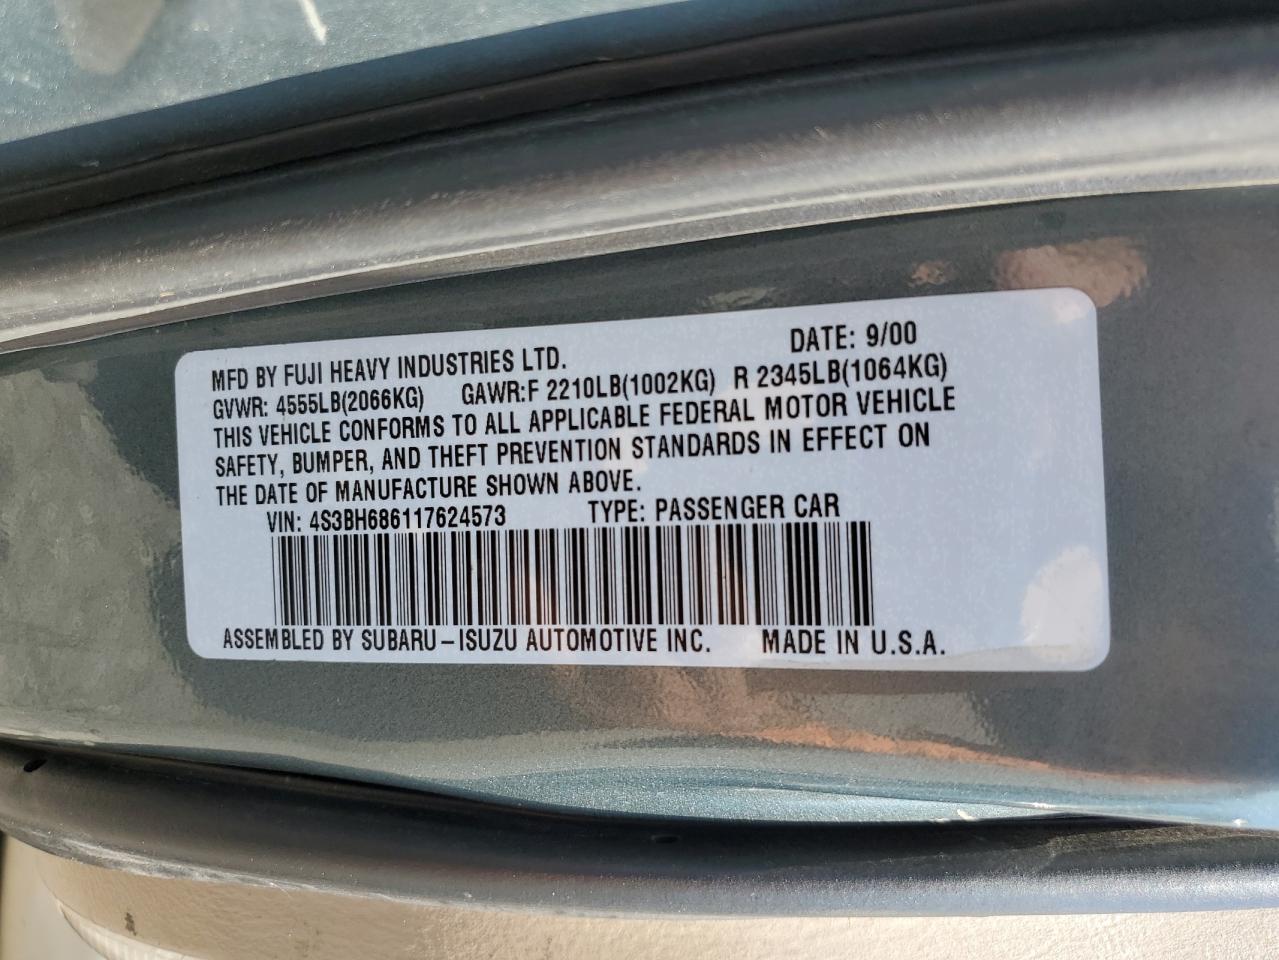 MFD BY FUJI HEAVY INDUSTRIES LTD. DATE: 9/00
GVWR: 4555LB(2066KG) GAWR:F 2210LB(1002KG) R 2345LB(1064KG)
THIS VEHICLE CONFORMS TO ALL APPLICABLE FEDERAL MOTOR VEHICLE
SAFETY, BUMPER, AND THEFT PREVENTION STANDARDS IN EFFECT ON
THE DATE OF MANUFACTURE SHOWN ABOVE.
VIN: 4S3BH686117624573 TYPE: PASSENGER CAR
ASSEMBLED BY SUBARU-ISUZU AUTOMOTIVE INC. MADE IN U.S.A.